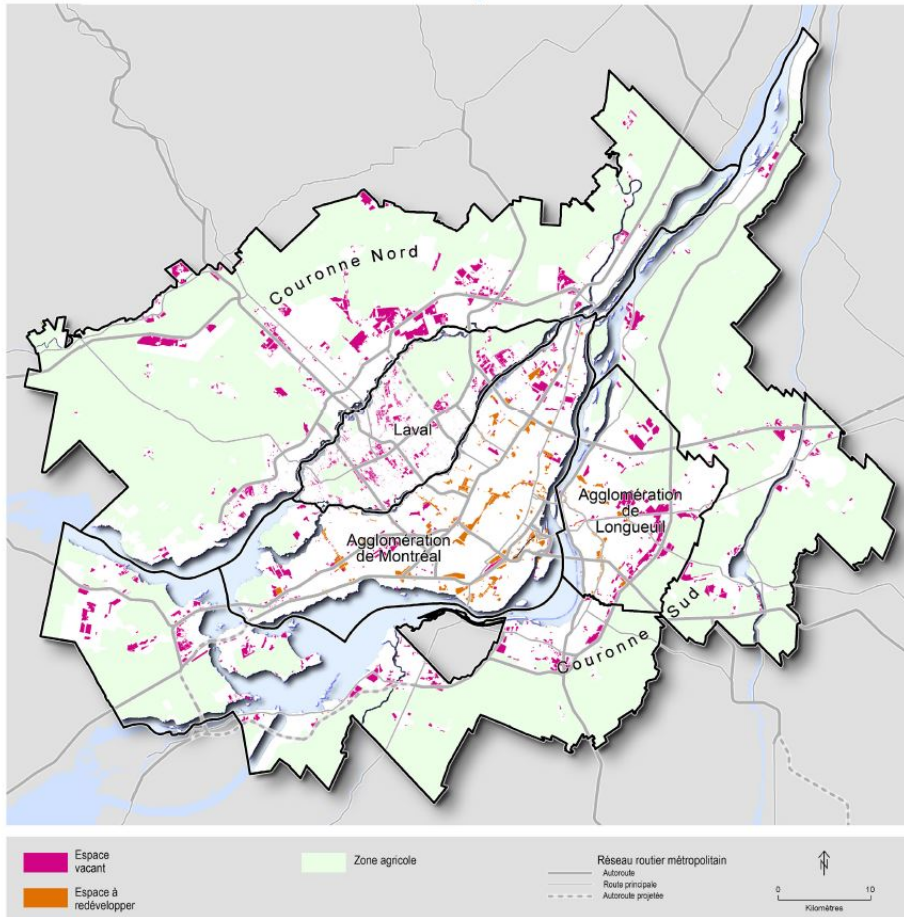 Couronne Nord
Laval
Agglomération
de
Longueuil
Agglomération
de Montréal
Couronne Sud
Espace
vacant
Espace à
redévelopper
Zone agricole
Réseau routier métropolitain
Autoroute
Route principale
Autoroute projetée
N
0 10
Kilomètres